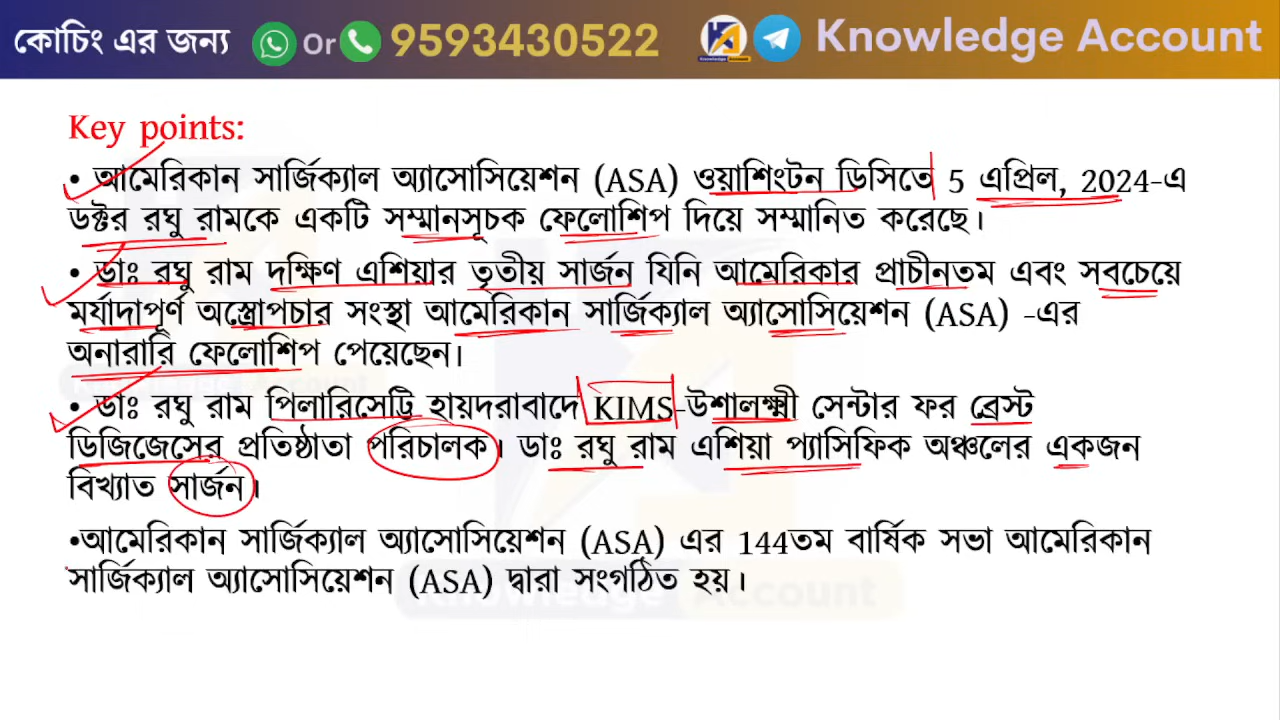 কোচিং এর জন্য Or 9593430522 Knowledge Account
Key points:
• আমেরিকান সার্জিক্যাল অ্যাসোসিয়েশন (ASA) ওয়াশিংটন ডিসিতে 5 এপ্রিল, 2024-এ
ডক্টর রঘু রামকে একটি সম্মানসূচক ফেলোশিপ দিয়ে সম্মানিত করেছে।
• ডাঃ রঘু রাম দক্ষিণ এশিয়ার তৃতীয় সার্জন যিনি আমেরিকার প্রাচীনতম এবং সবচেয়ে
মর্যাদাপূর্ণ অস্ত্রোপচার সংস্থা আমেরিকান সার্জিক্যাল অ্যাসোসিয়েশন (ASA) -এর
অনারারি ফেলোশিপ পেয়েছেন।
• ডাঃ রঘু রাম পিলারিসেট্টি হায়দরাবাদে KIMS-উশালক্ষ্মী সেন্টার ফর ব্রেস্ট
ডিজিজেসের প্রতিষ্ঠাতা পরিচালক। ডাঃ রঘু রাম এশিয়া প্যাসিফিক অঞ্চলের একজন
বিখ্যাত সার্জন।
•আমেরিকান সার্জিক্যাল অ্যাসোসিয়েশন (ASA) এর 144তম বার্ষিক সভা আমেরিকান
সার্জিক্যাল অ্যাসোসিয়েশন (ASA) দ্বারা সংগঠিত হয়।
Knowledge Account